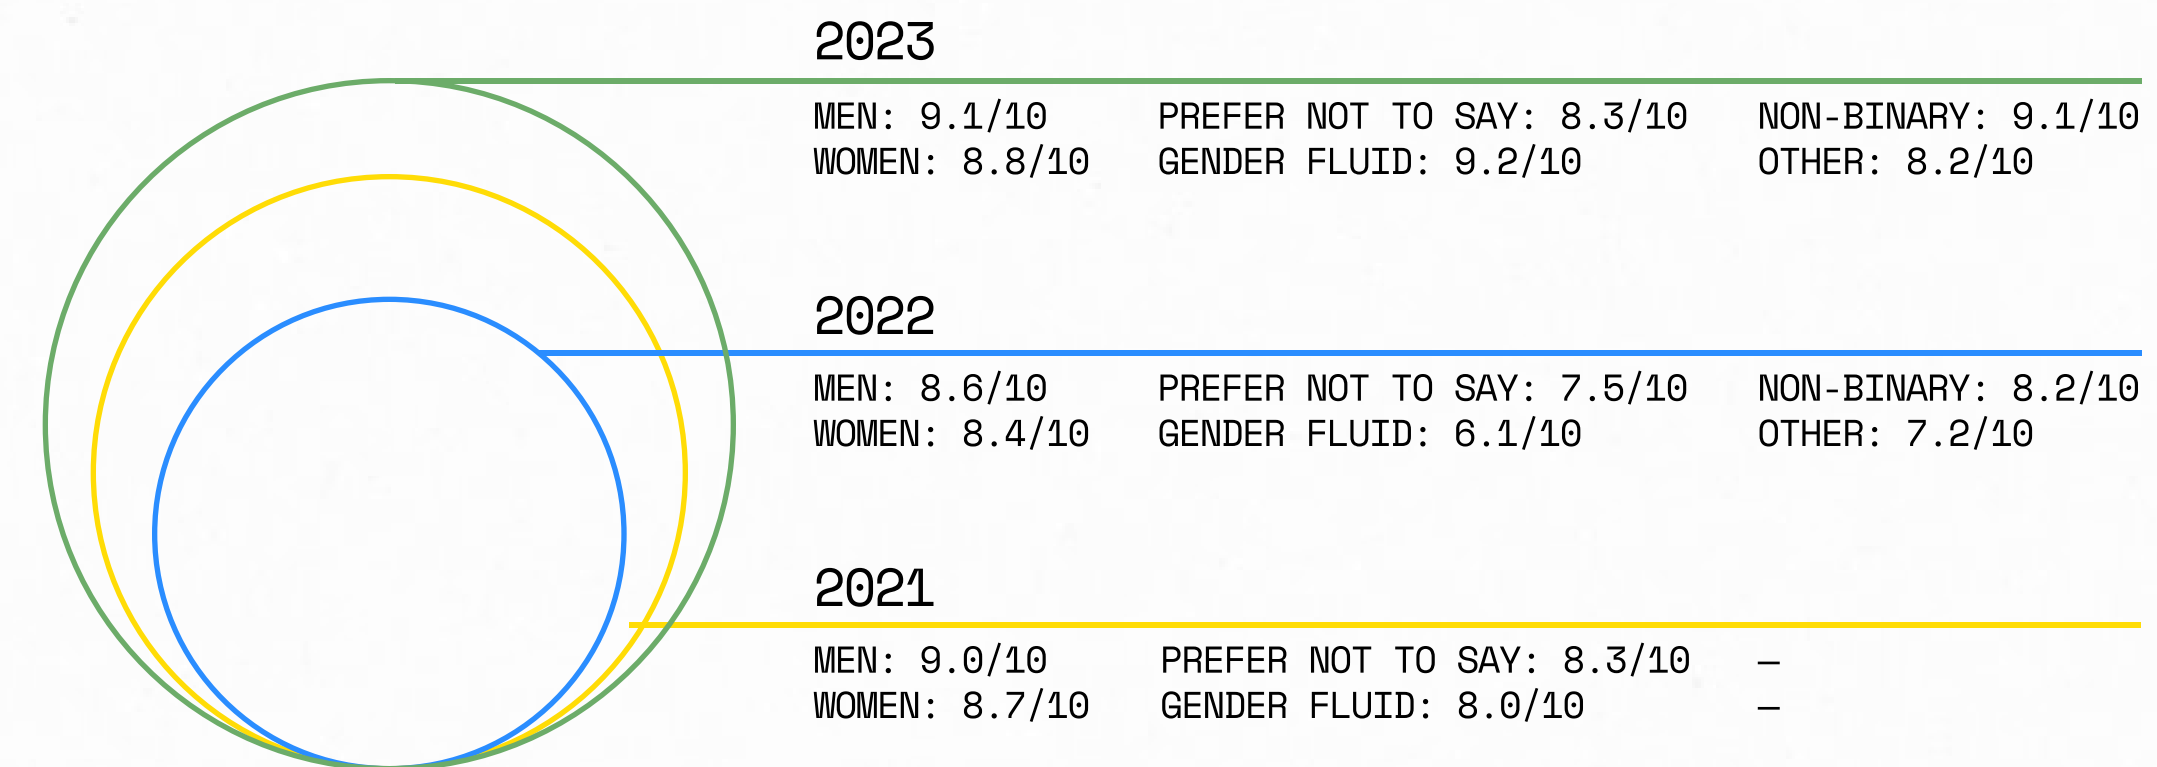 2023
MEN: 9.1/10 PREFER NOT TO SAY: 8.3/10 NON-BINARY: 9.1/10
WOMEN: 8.8/10 GENDER FLUID: 9.2/10 OTHER: 8.2/10
2022
MEN: 8.6/10 PREFER NOT TO SAY: 7.5/10 NON-BINARY: 8.2/10
WOMEN: 8.4/10 GENDER FLUID: 6.1/10 OTHER: 7.2/10
2021
MEN: 9.0/10 PREFER NOT TO SAY: 8.3/10 –
WOMEN: 8.7/10 GENDER FLUID: 8.0/10 –